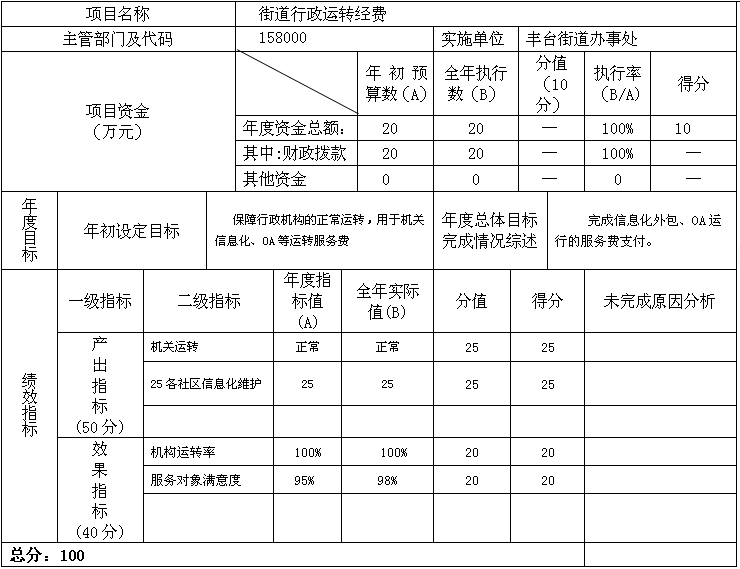 项目名称 街道行政运转经费
主管部门及代码 158000 实施单位 丰台街道办事处
项目资金
（万元）
年 初 预
算数（A）
全年执行
数（B）
分值
（10
分）
执行率
（B/A）
得分
年度资金总额： 20 20 — 100% 10
其中:财政拨款 20 20 — 100% —
其他资金 0 0 — 0 —
年度目标
年初设定目标
保障行政机构的正常运转，用于机关
信息化、OA等运转服务费
年度总体目标
完成情况综述
完成信息化外包、OA运
行的服务费支付。
绩效指标
一级指标 二级指标
年度指
标值
(A)
全年实际
值(B)
分值 得分 未完成原因分析
产
出
指
标
(50分)
机关运转 正常 正常 25 25
25各社区信息化维护 25 25 25 25
效
果
指
标
(40分)
机构运转率 100% 100% 20 20
服务对象满意度 95% 98% 20 20
总分：100